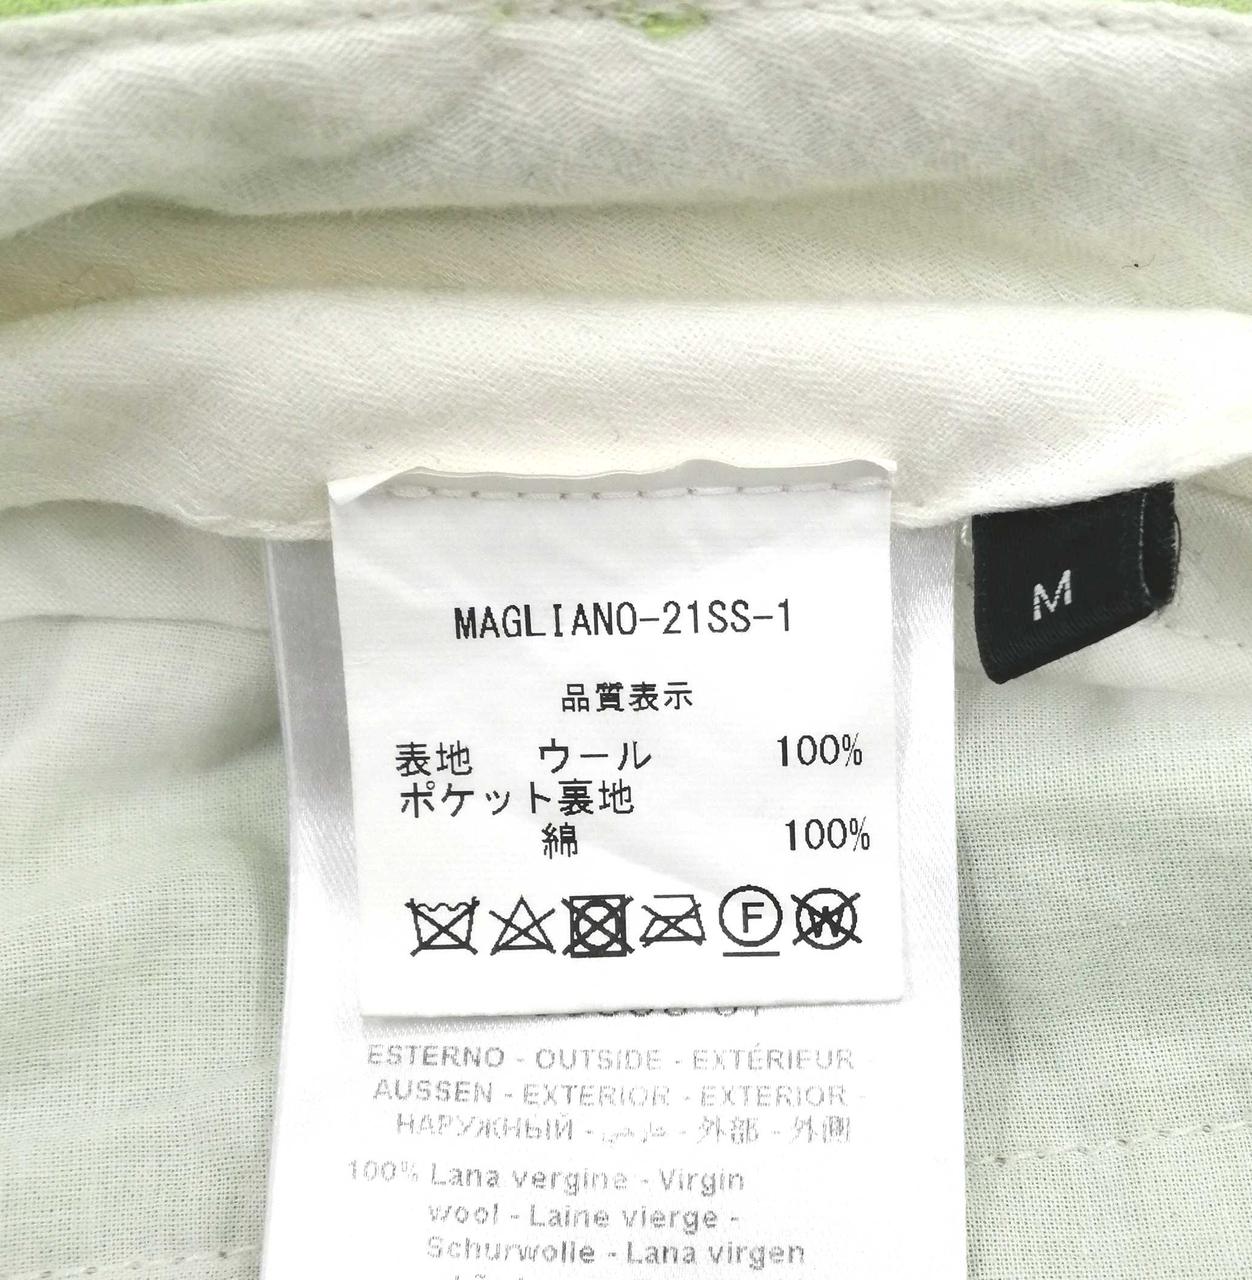 MAGLIANO-21SS-1
品質表示
表地 ウール 100%
ポケット裏地
綿 100%
F
W
M
ESTERNO - OUTSIDE - EXTÉRIEUR -
AUSSEN - EXTERIOR - EXTERIOR -
НАРУЖНЫЙ - - 外部 - 外側
100% Lana vergine - Virgin
wool - Laine vierge -
Schurwolle - Lana virgen